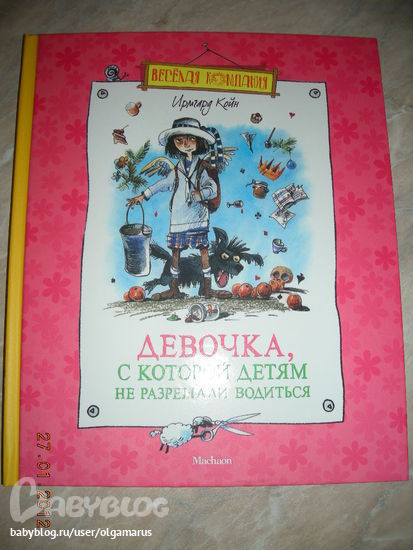 ВЕСЁЛАЯ КОМПАНИЯ
Ирмгард Койн
ДЕВОЧКА,
С КОТОРОЙ ДЕТЯМ
НЕ РАЗРЕШАЛИ ВОДИТЬСЯ
Machaon
27.01.2012
BABYBLOG
babyblog.ru/user/olgamarus